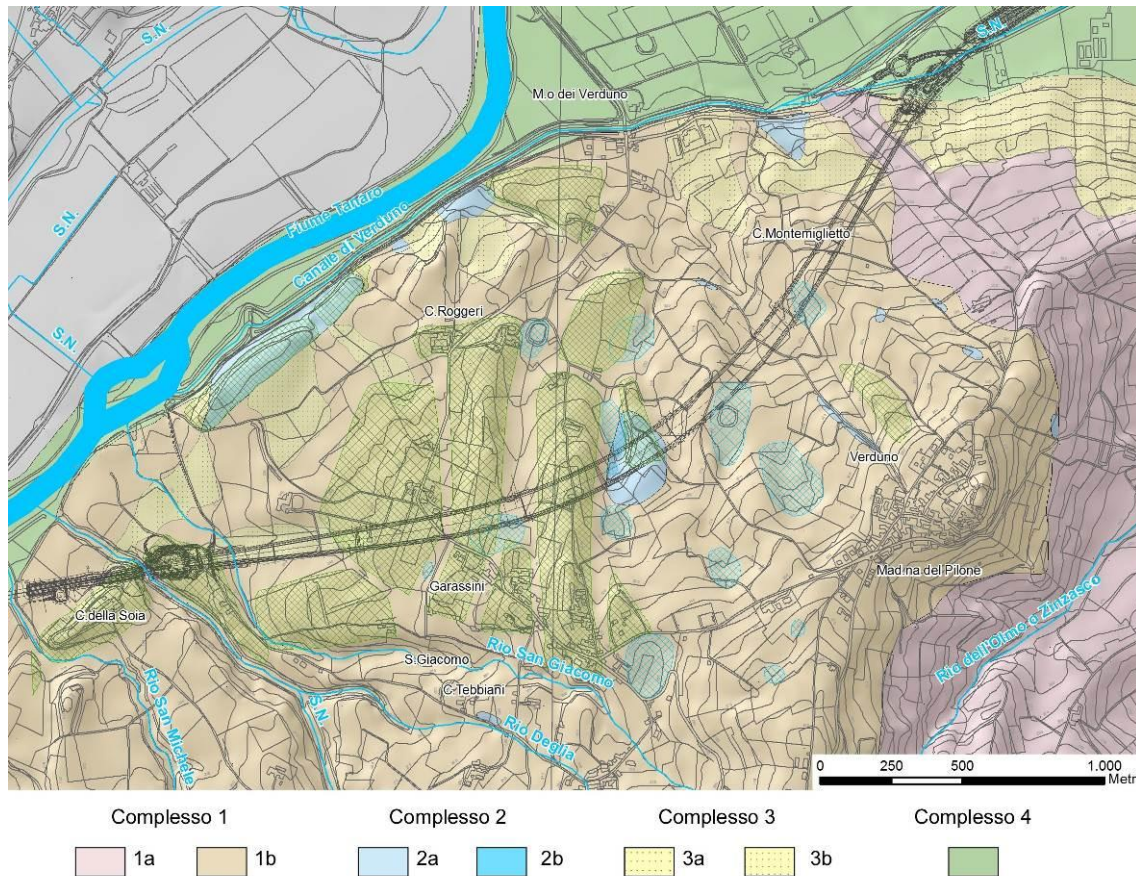 S.N.
S.N.
M.o dei Verduno
Fiume Tanaro
Canale di Verduno
S.N.
C.Montemiglietto
C.Roggeri
S.N.
Verduno
Garassini
Mad.na del Pilone
C.della Soia
Rio dell'Olmo o Zinzasco
Rio San Giacomo
S.Giacomo
C.Tebbiani
Rio San Michele
S.N
Rio Deglia
0 250 500 1.000
Metri
Complesso 1 Complesso 2 Complesso 3 Complesso 4
1a 1b 2a 2b 3a 3b